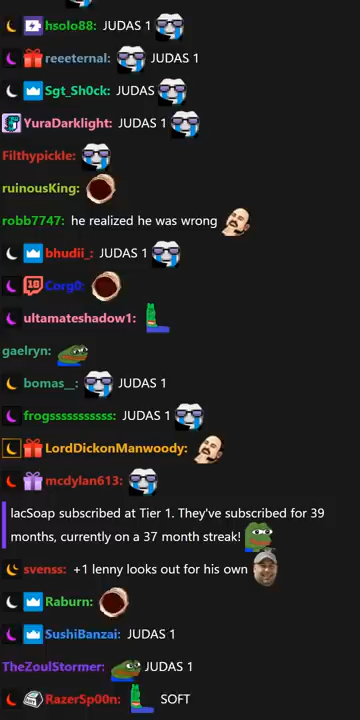 hsolo88: JUDAS 1
reeeternal: JUDAS 1
Sgt_Sh0ck: JUDAS
YuraDarklight: JUDAS 1
Filthypickle:
ruinousKing:
robb7747: he realized he was wrong
bhudii_: JUDAS 1
10 Corg0:
ultamateshadow1:
gaelryn:
bomas__: JUDAS 1
frogsssssssssss: JUDAS 1
LordDickonManwoody:
mcdylan613:
lacSoap subscribed at Tier 1. They've subscribed for 39
months, currently on a 37 month streak!
svenss: +1 lenny looks out for his own
Raburn:
SushiBanzai: JUDAS 1
TheZoulStormer: JUDAS 1
RazerSp00n: SOFT